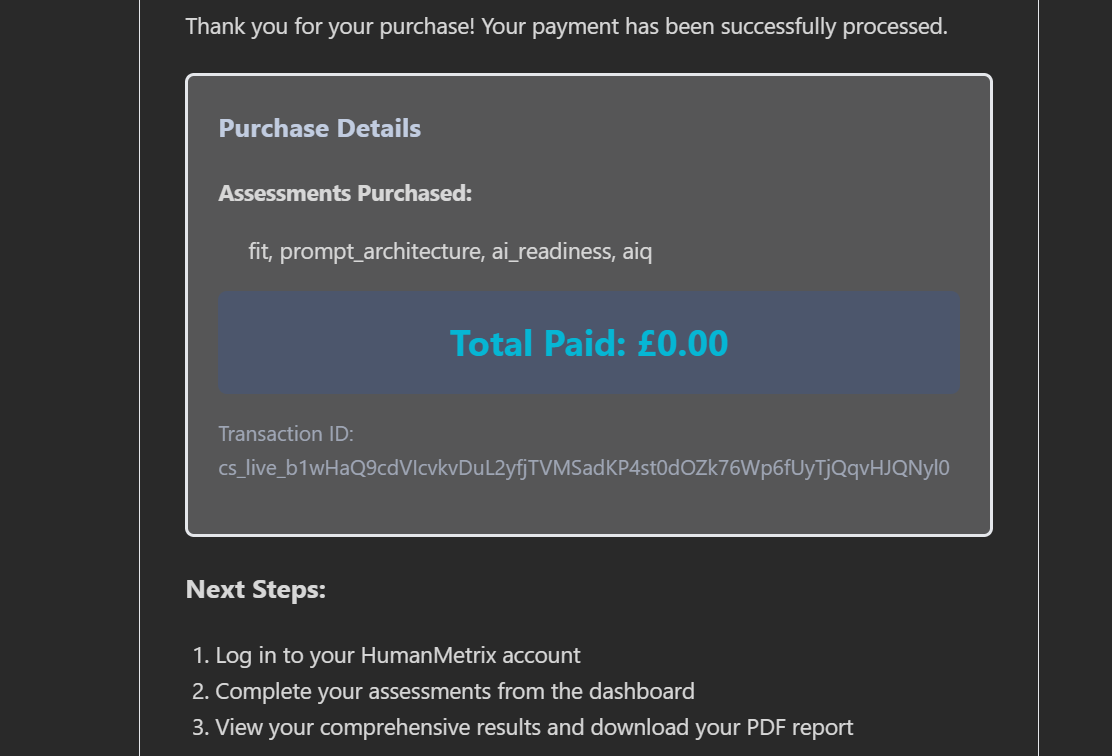 Thank you for your purchase! Your payment has been successfully processed.
Purchase Details
Assessments Purchased:
fit, prompt_architecture, ai_readiness, aiq
Total Paid: £0.00
Transaction ID:
cs_live_b1wHaQ9cdVIcvkvDuL2yfjTVMSadKP4st0dOZk76Wp6fUyTjQqvHJQNyl0
Next Steps:
1. Log in to your HumanMetrix account
2. Complete your assessments from the dashboard
3. View your comprehensive results and download your PDF report